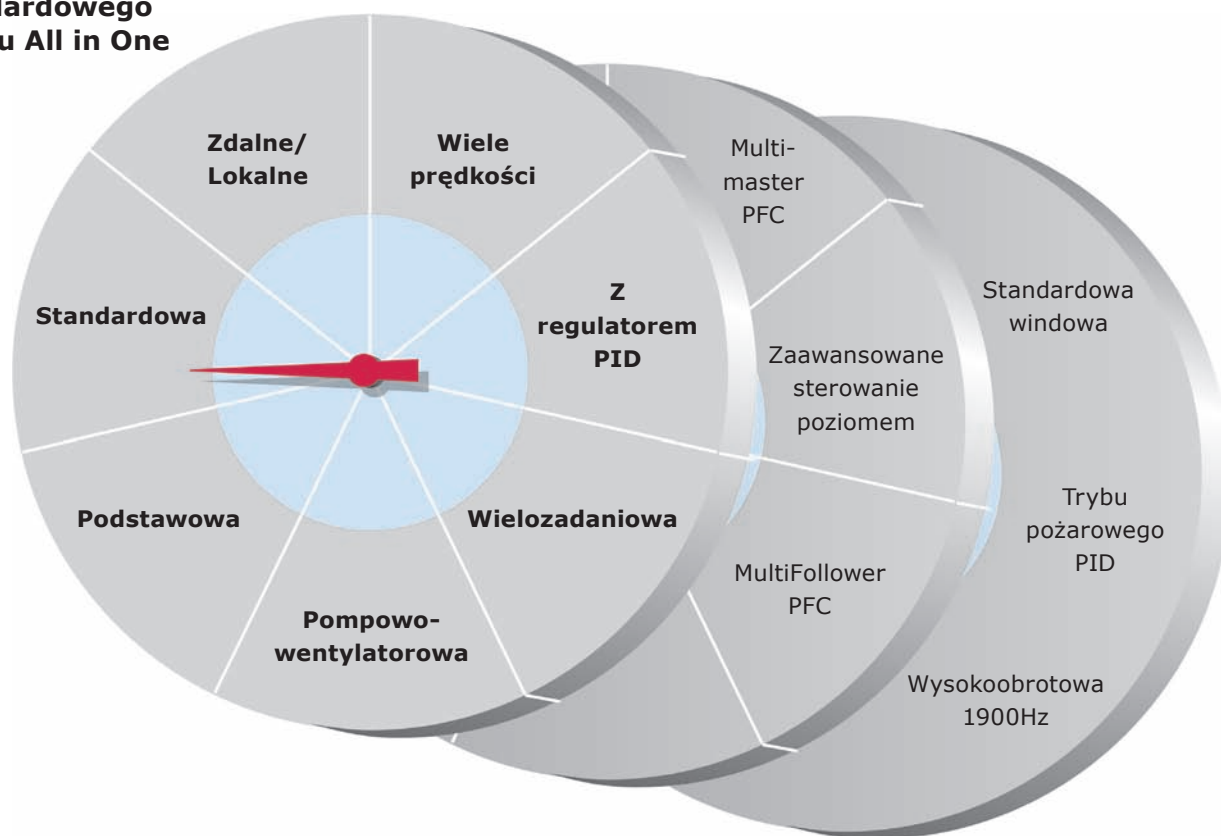 u All in One
Zdalne/
Lokalne
Wiele
prędkości
Standardowa
Z
regulatorem
PID
Podstawowa
Wielozadaniowa
Pompowo-
wentylatorowa
Multi-
master
PFC
Zaawansowane
sterowanie
poziomem
MultiFollower
PFC
Standardowa
windowa
Trybu
pożarowego
PID
Wysokoobrotowa
1900Hz